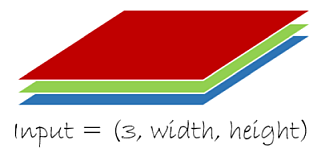 Input = (3, width, height)